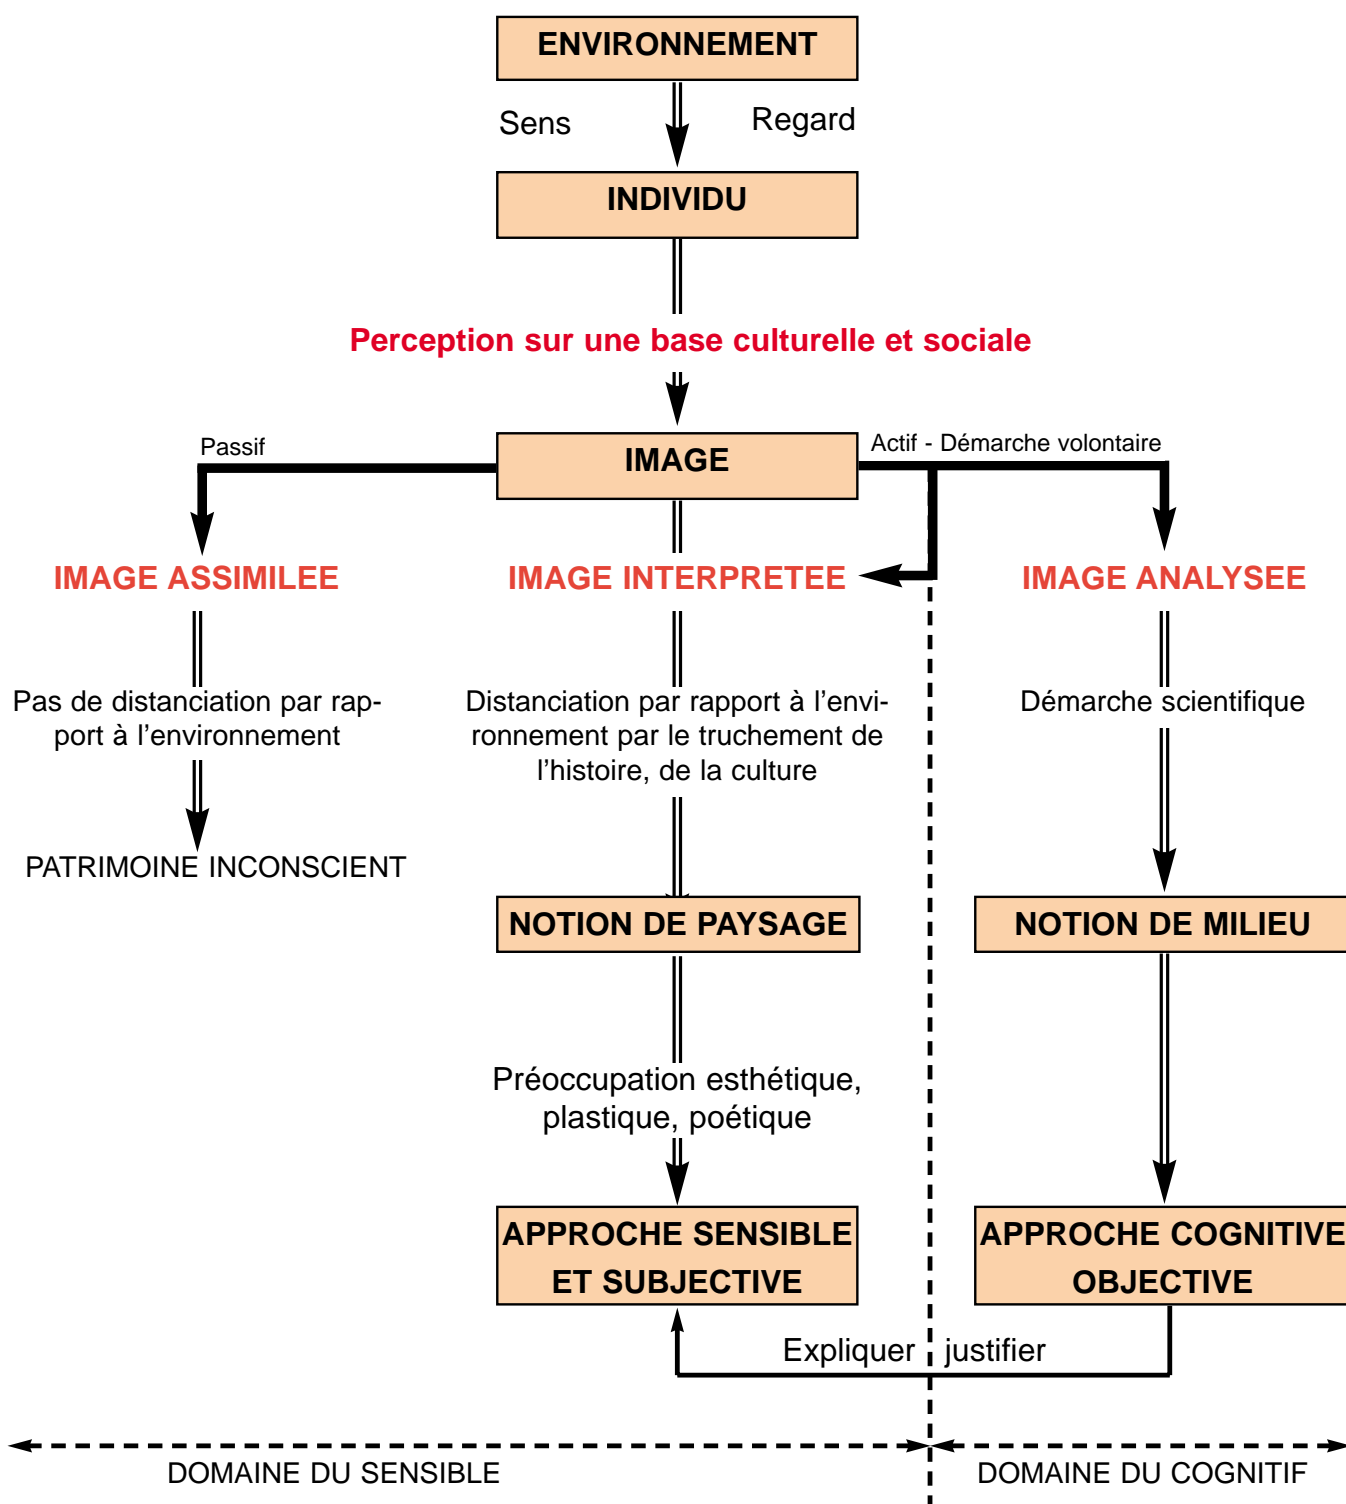 ENVIRONNEMENT
Sens
Regard
INDIVIDU
Perception sur une base culturelle et sociale
Passif
IMAGE
Actif - Démarche volontaire
IMAGE ASSIMILEE
IMAGE INTERPRETEE
IMAGE ANALYSEE
Pas de distanciation par rap-
port à l’environnement
Distanciation par rapport à l’envi-
ronnement par le truchement de
l’histoire, de la culture
Démarche scientifique
PATRIMOINE INCONSCIENT
NOTION DE PAYSAGE
NOTION DE MILIEU
Préoccupation esthétique,
plastique, poétique
APPROCHE SENSIBLE
ET SUBJECTIVE
APPROCHE COGNITIVE
OBJECTIVE
Expliquer justifier
DOMAINE DU SENSIBLE
DOMAINE DU COGNITIF